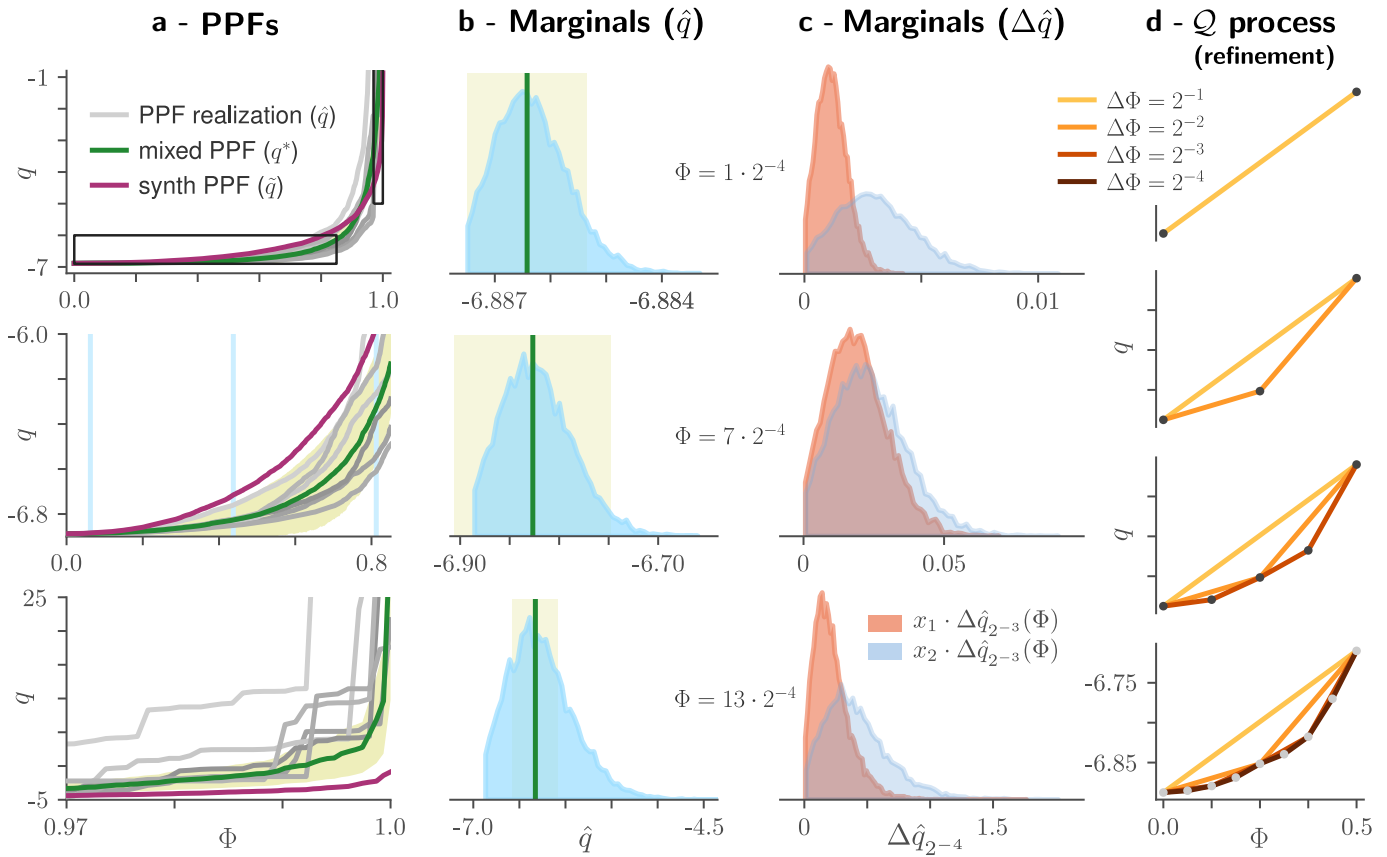 a - PPFs
b - Marginals (q̂)
c - Marginals (Δq̂)
d - 𝒬 process
(refinement)
-1
q
-7
PPF realization (q̂)
mixed PPF (q*)
synth PPF (q̃)
0.0
1.0
-6.887
-6.884
Φ = 1 · 2⁻⁴
0
0.01
ΔΦ = 2⁻¹
ΔΦ = 2⁻²
ΔΦ = 2⁻³
ΔΦ = 2⁻⁴
-6.0
q
-6.8
0.0
0.8
-6.90
-6.70
Φ = 7 · 2⁻⁴
0
0.05
q
q
25
q
-5
0.97
Φ
1.0
-7.0
q̂
-4.5
Φ = 13 · 2⁻⁴
x₁ · Δq̂₂₋₃(Φ)
x₂ · Δq̂₂₋₃(Φ)
0
Δq̂₂₋₄
1.5
-6.75
-6.85
0.0
Φ
0.5